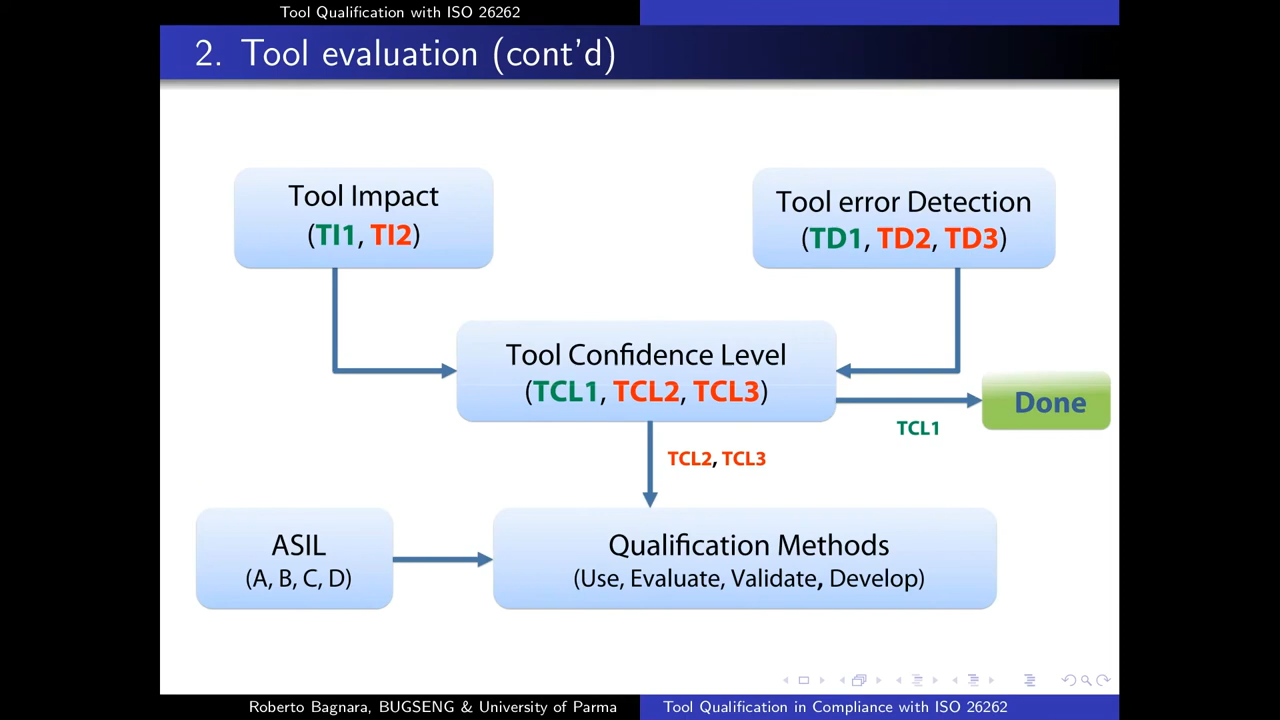 Tool Qualification with ISO 26262
2. Tool evaluation (cont'd)
Tool Impact
(TI1, TI2)
Tool error Detection
(TD1, TD2, TD3)
Tool Confidence Level
(TCL1, TCL2, TCL3)
Done
TCL1
TCL2, TCL3
ASIL
(A, B, C, D)
Qualification Methods
(Use, Evaluate, Validate, Develop)
Roberto Bagnara, BUGSENG & University of Parma
Tool Qualification in Compliance with ISO 26262